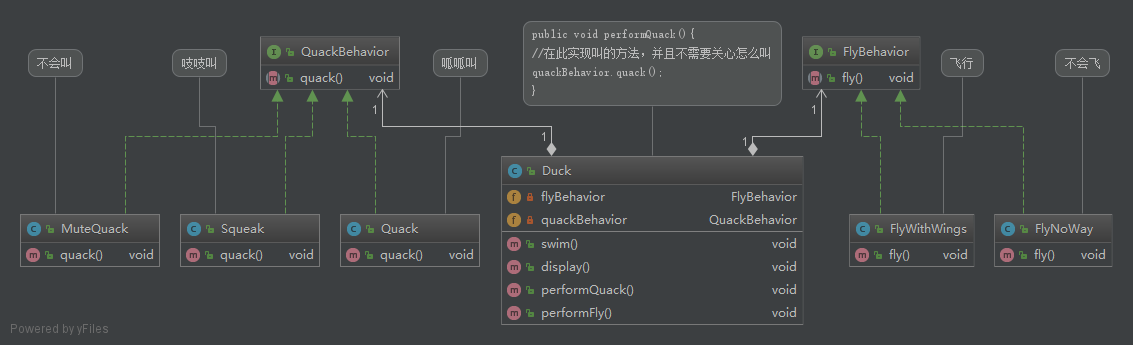 不会叫
吱吱叫
I QuackBehavior
m quack() void
呱呱叫
public void performQuack() {
//在此实现叫的方法，并且不需要关心怎么叫
quackBehavior.quack();
}
I FlyBehavior
m fly() void
飞行
不会飞
1
1
1
1
C Duck
f flyBehavior FlyBehavior
f quackBehavior QuackBehavior
m swim() void
m display() void
m performQuack() void
m performFly() void
C MuteQuack
m quack() void
C Squeak
m quack() void
C Quack
m quack() void
C FlyWithWings
m fly() void
C FlyNoWay
m fly() void
Powered by yFiles